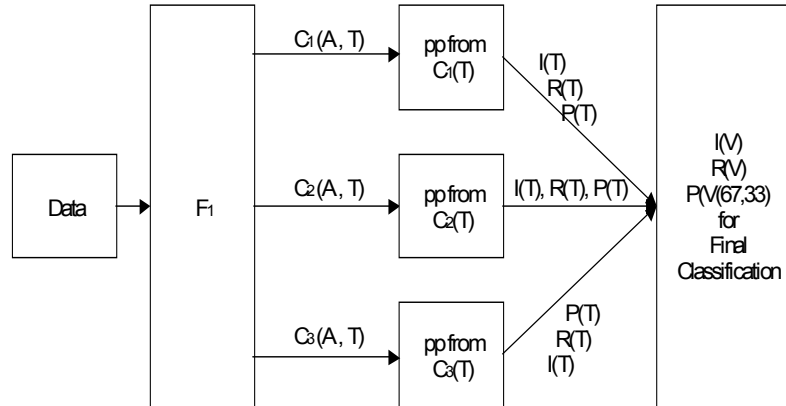 Data
F1
C1(A, T)
pp from
C1(T)
I(T)
R(T)
P(T)
C2(A, T)
pp from
C2(T)
I(T), R(T), P(T)
C3(A, T)
pp from
C3(T)
P(T)
R(T)
I(T)
I(V)
R(V)
P(V(67,33)
for
Final
Classification